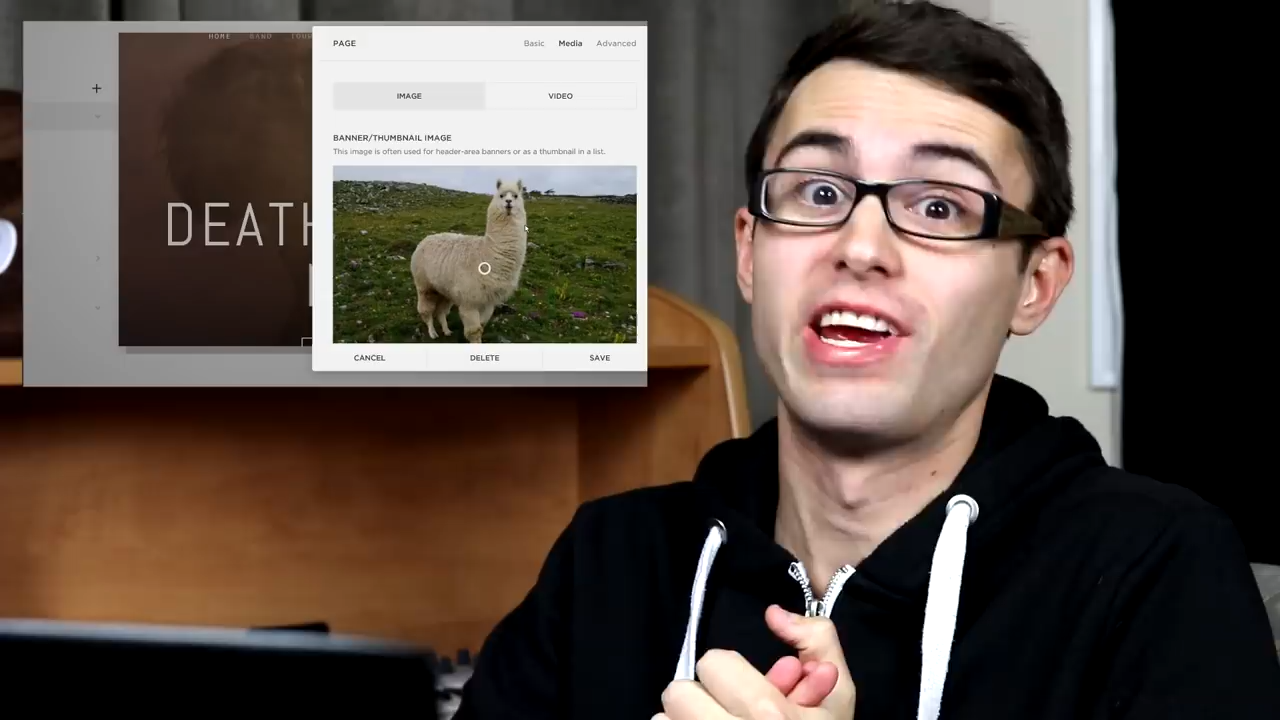 HOME BAND TOUR
DEATH
PAGE
Basic Media Advanced
IMAGE VIDEO
BANNER/THUMBNAIL IMAGE
This image is often used for header-area banners or as a thumbnail in a list.
CANCEL DELETE SAVE